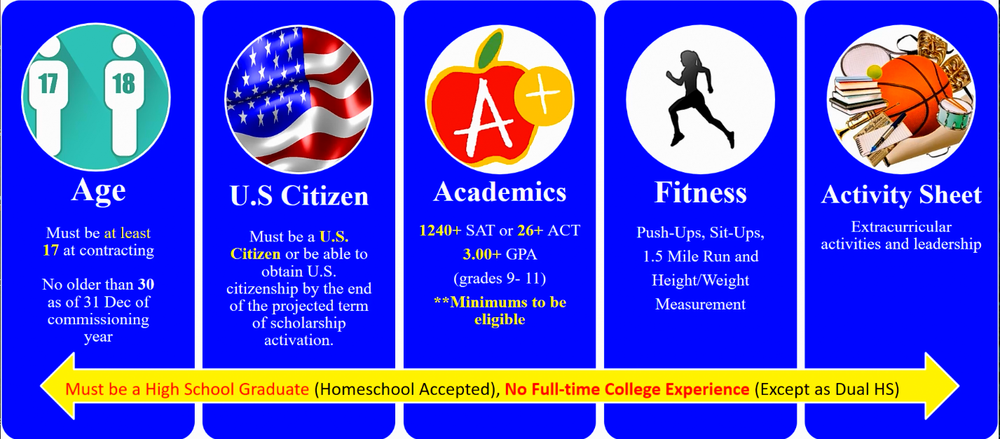 17
18
Age
Must be at least
17 at contracting
No older than 30
as of 31 Dec of
commissioning
year
U.S Citizen
Must be a U.S.
Citizen or be able to
obtain U.S.
citizenship by the end
of the projected term
of scholarship
activation.
A+
Academics
1240+ SAT or 26+ ACT
3.00+ GPA
(grades 9- 11)
**Minimums to be
eligible
Fitness
Push-Ups, Sit-Ups,
1.5 Mile Run and
Height/Weight
Measurement
Activity Sheet
Extracurricular
activities and leadership
Must be a High School Graduate (Homeschool Accepted), No Full-time College Experience (Except as Dual HS)